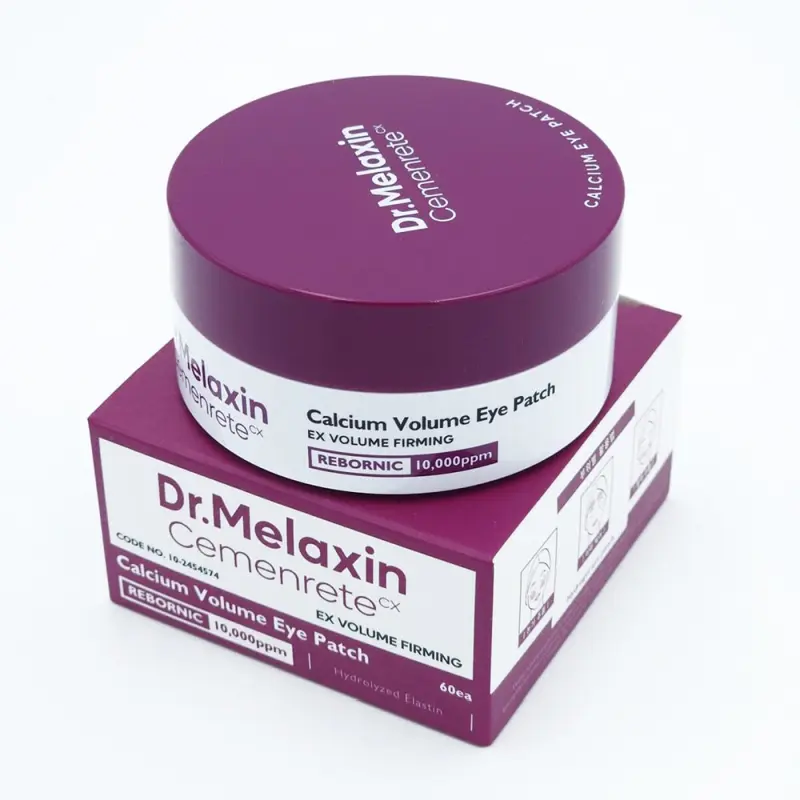 CALCIUM EYE PATCH
Dr.Melaxin
Cemenrete CX
Melaxin
Cemenrete CX
Calcium Volume Eye Patch
EX VOLUME FIRMING
REBORNIC 10,000ppm
Dr.Melaxin
Cemenrete CX
CODE NO. 10-2454574
EX VOLUME FIRMING
Calcium Volume Eye Patch
REBORNIC 10,000ppm
Hydrolyzed Elastin
60ea